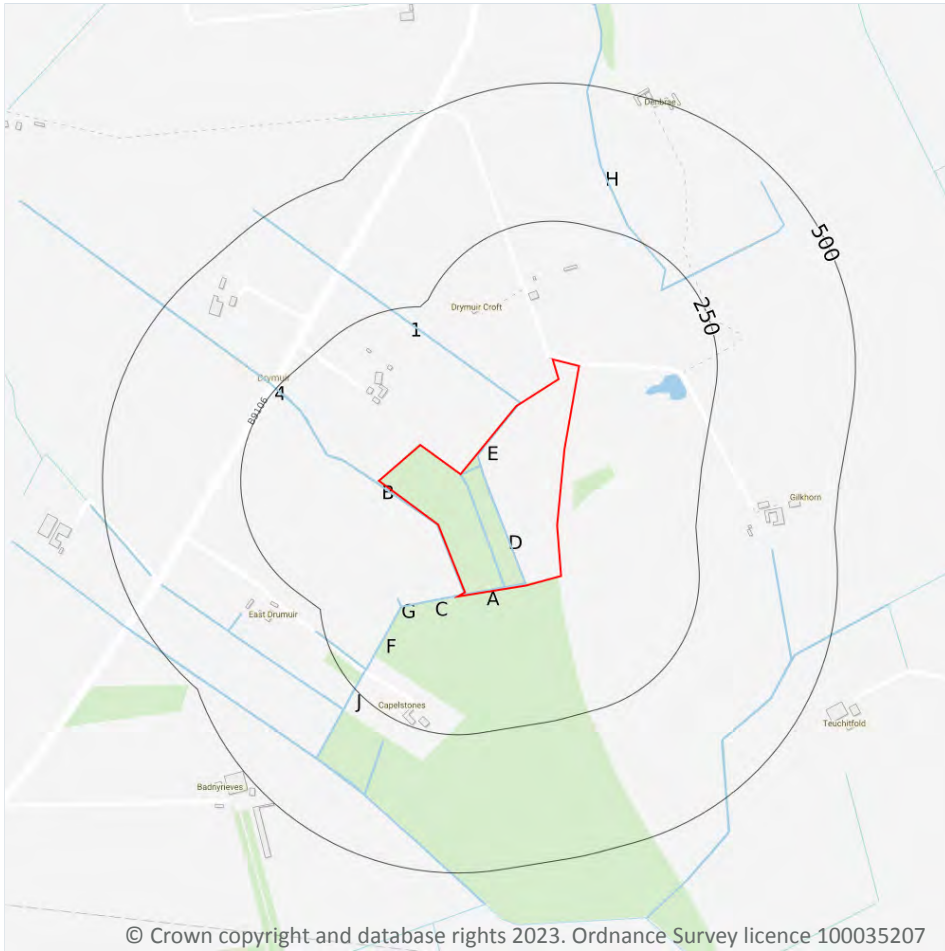 Denbrae
H
500
250
Drymuir Croft
1
Drymuir
4
B9106
E
B
Gilkhorn
D
A
C
G
East Drumuir
F
J
Capelstones
Teuchitfold
Badnyrieves
© Crown copyright and database rights 2023. Ordnance Survey licence 100035207